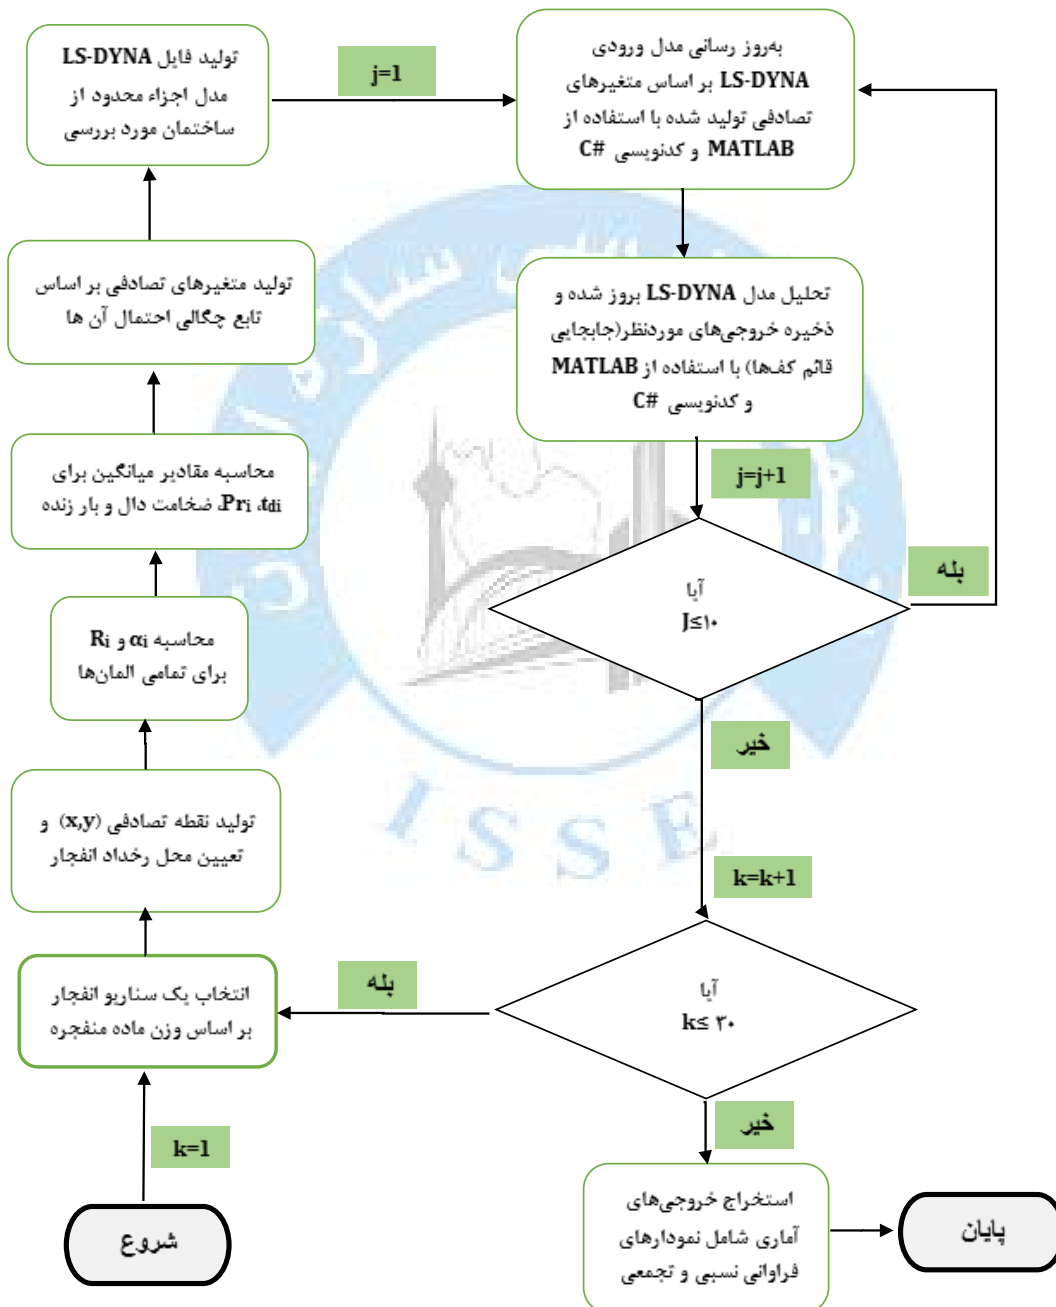 شروع
k=1
انتخاب یک سناریو انفجار
بر اساس وزن ماده منفجره
تولید نقطه تصادفی (x,y) و
تعیین محل رخداد انفجار
محاسبه αi و Ri
برای تمامی المان‌ها
محاسبه مقادیر میانگین برای
tdi، Pri، ضخامت دال و بار زنده
تولید متغیرهای تصادفی بر اساس
تابع چگالی احتمال آن ها
تولید فایل LS-DYNA
مدل اجزاء محدود از
ساختمان مورد بررسی
j=1
به‌روز رسانی مدل ورودی
LS-DYNA بر اساس متغیرهای
تصادفی تولید شده با استفاده از
MATLAB و کدنویسی C#
تحلیل مدل LS-DYNA بروز شده و
ذخیره خروجی‌های موردنظر(جابجایی
قائم کف‌ها) با استفاده از MATLAB
و کدنویسی C#
j=j+1
آیا
J≤۱۰
بله
خیر
k=k+1
آیا
k≤ ۳۰
بله
خیر
استخراج خروجی‌های
آماری شامل نمودارهای
فراوانی نسبی و تجمعی
پایان
ISSE